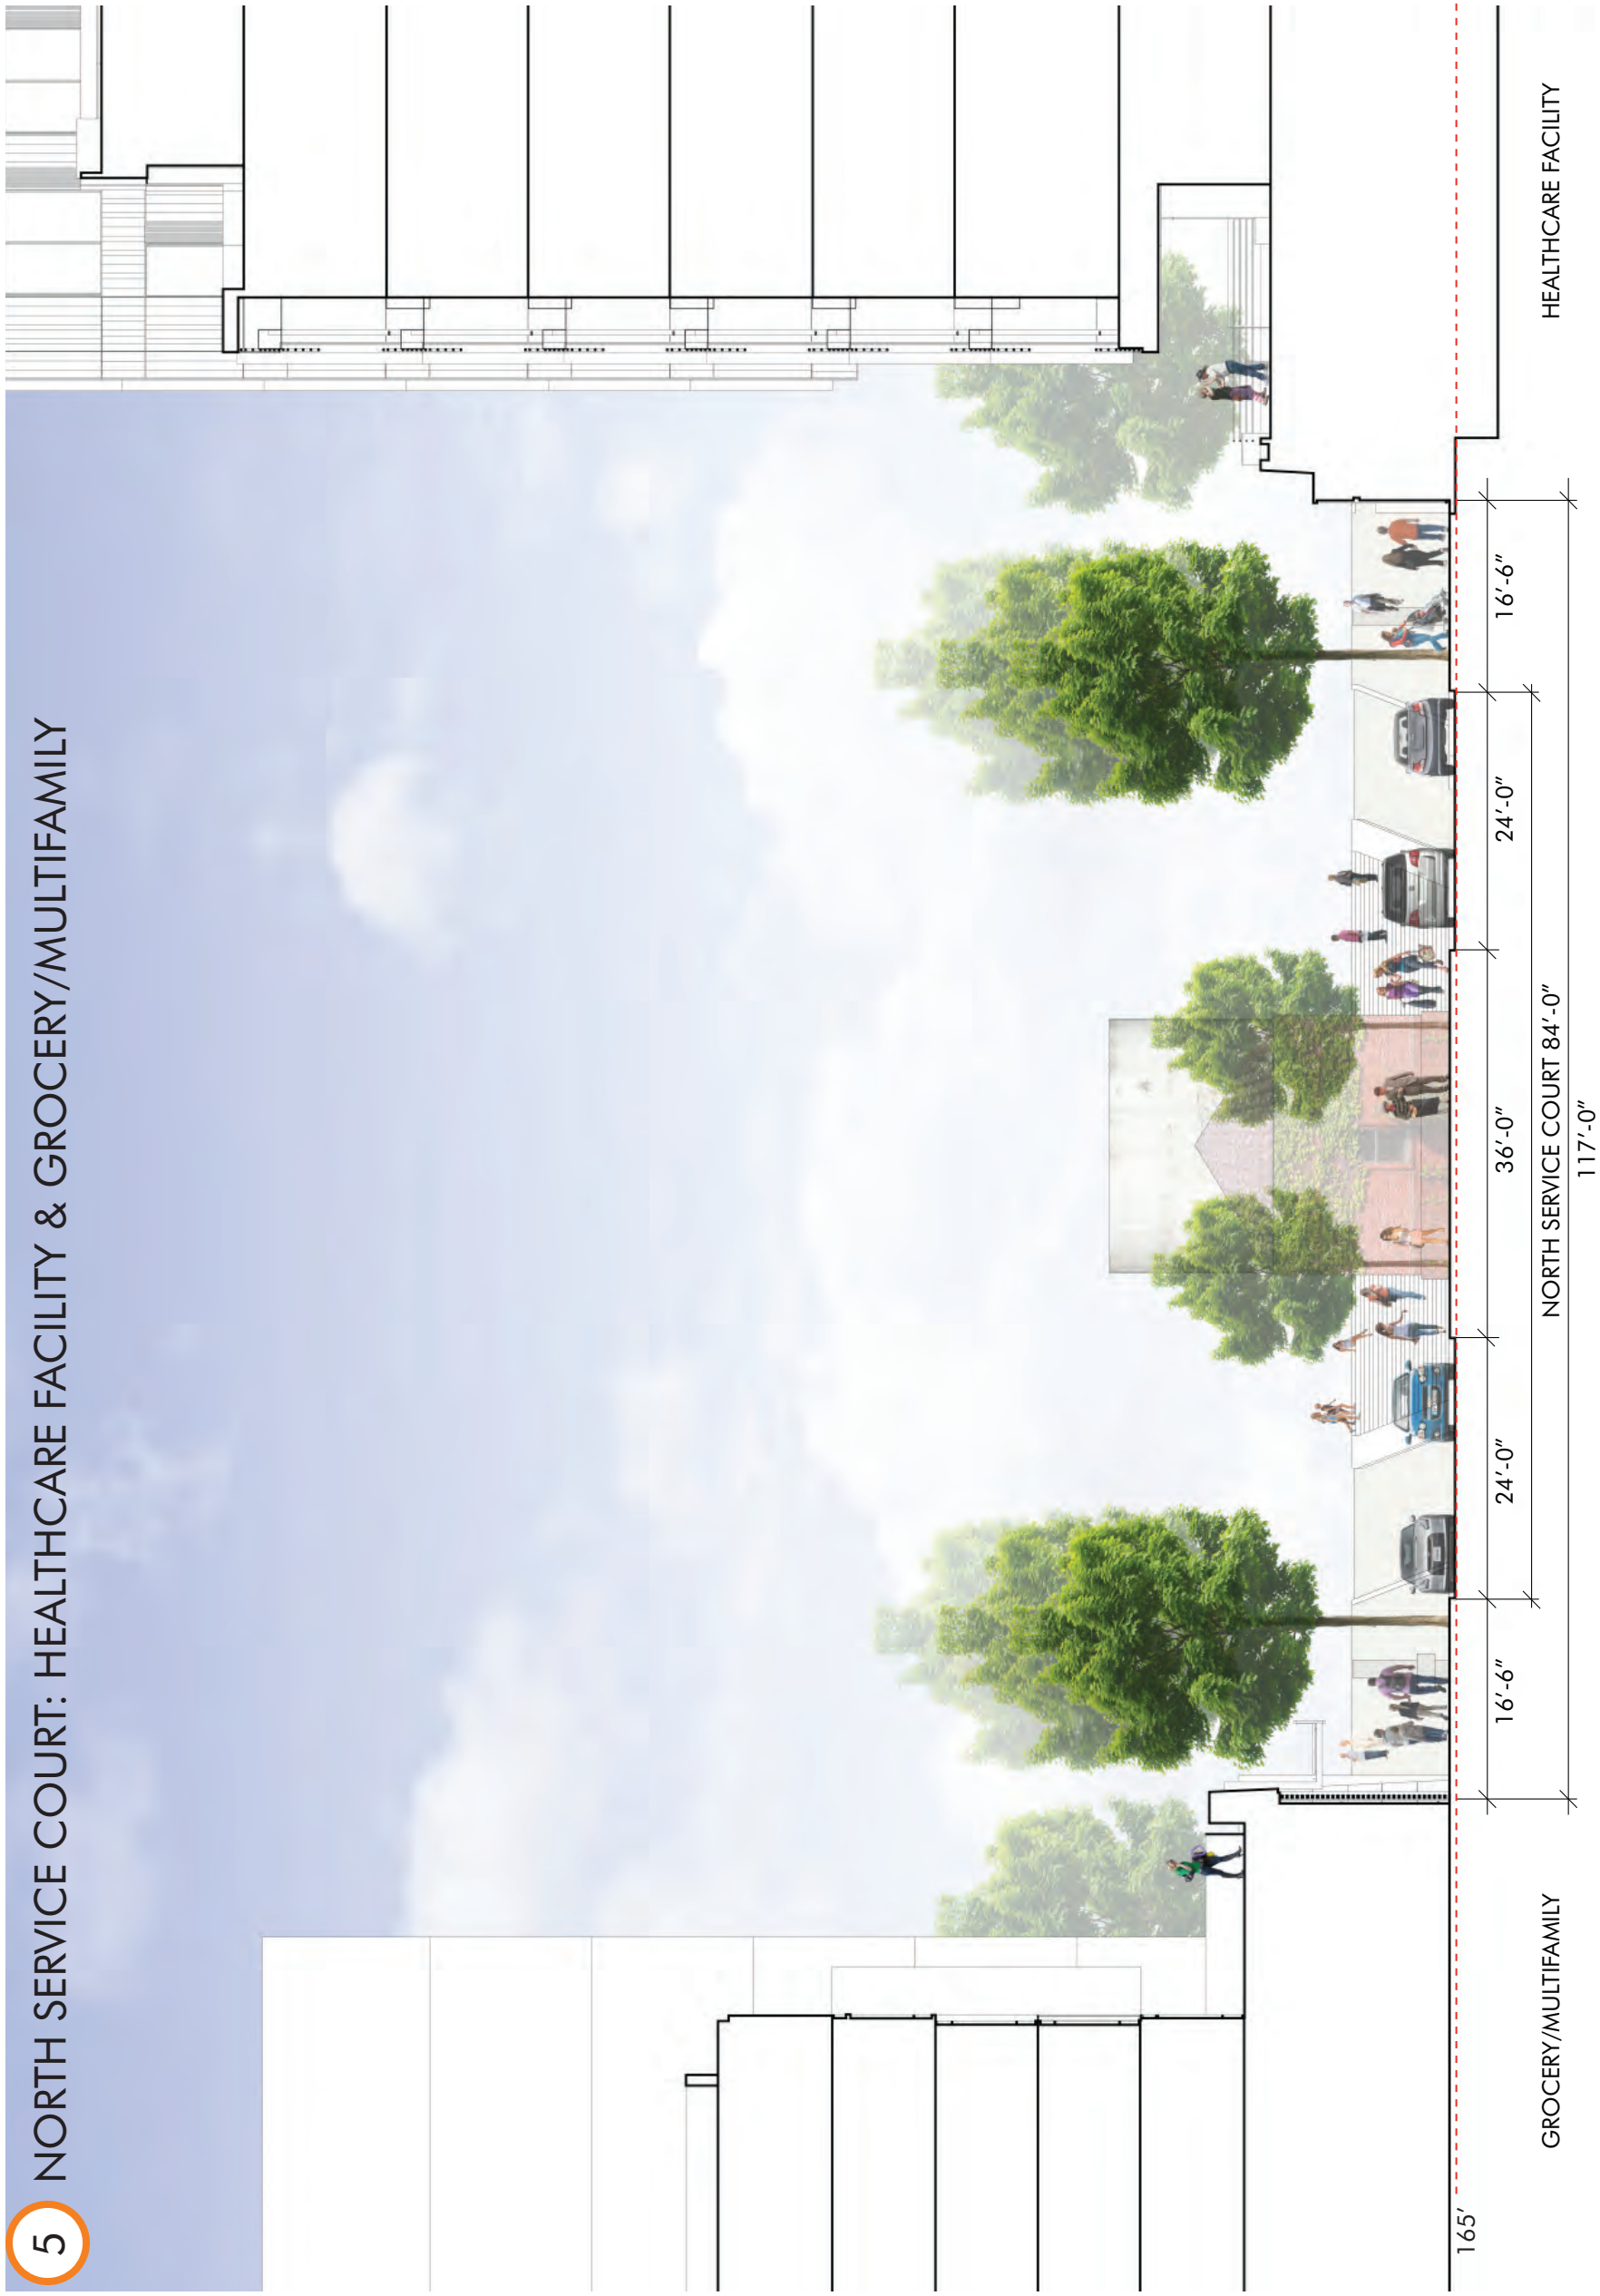 5
NORTH SERVICE COURT: HEALTHCARE FACILITY & GROCERY/MULTIFAMILY
165'
16'-6"
24'-0"
36'-0"
24'-0"
16'-6"
GROCERY/MULTIFAMILY
NORTH SERVICE COURT 84'-0"
HEALTHCARE FACILITY
117'-0"